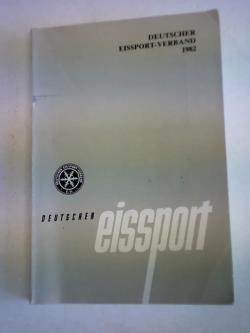 DEUTSCHER
EISSPORT-VERBAND
1982
DEUTSCHER
eissport